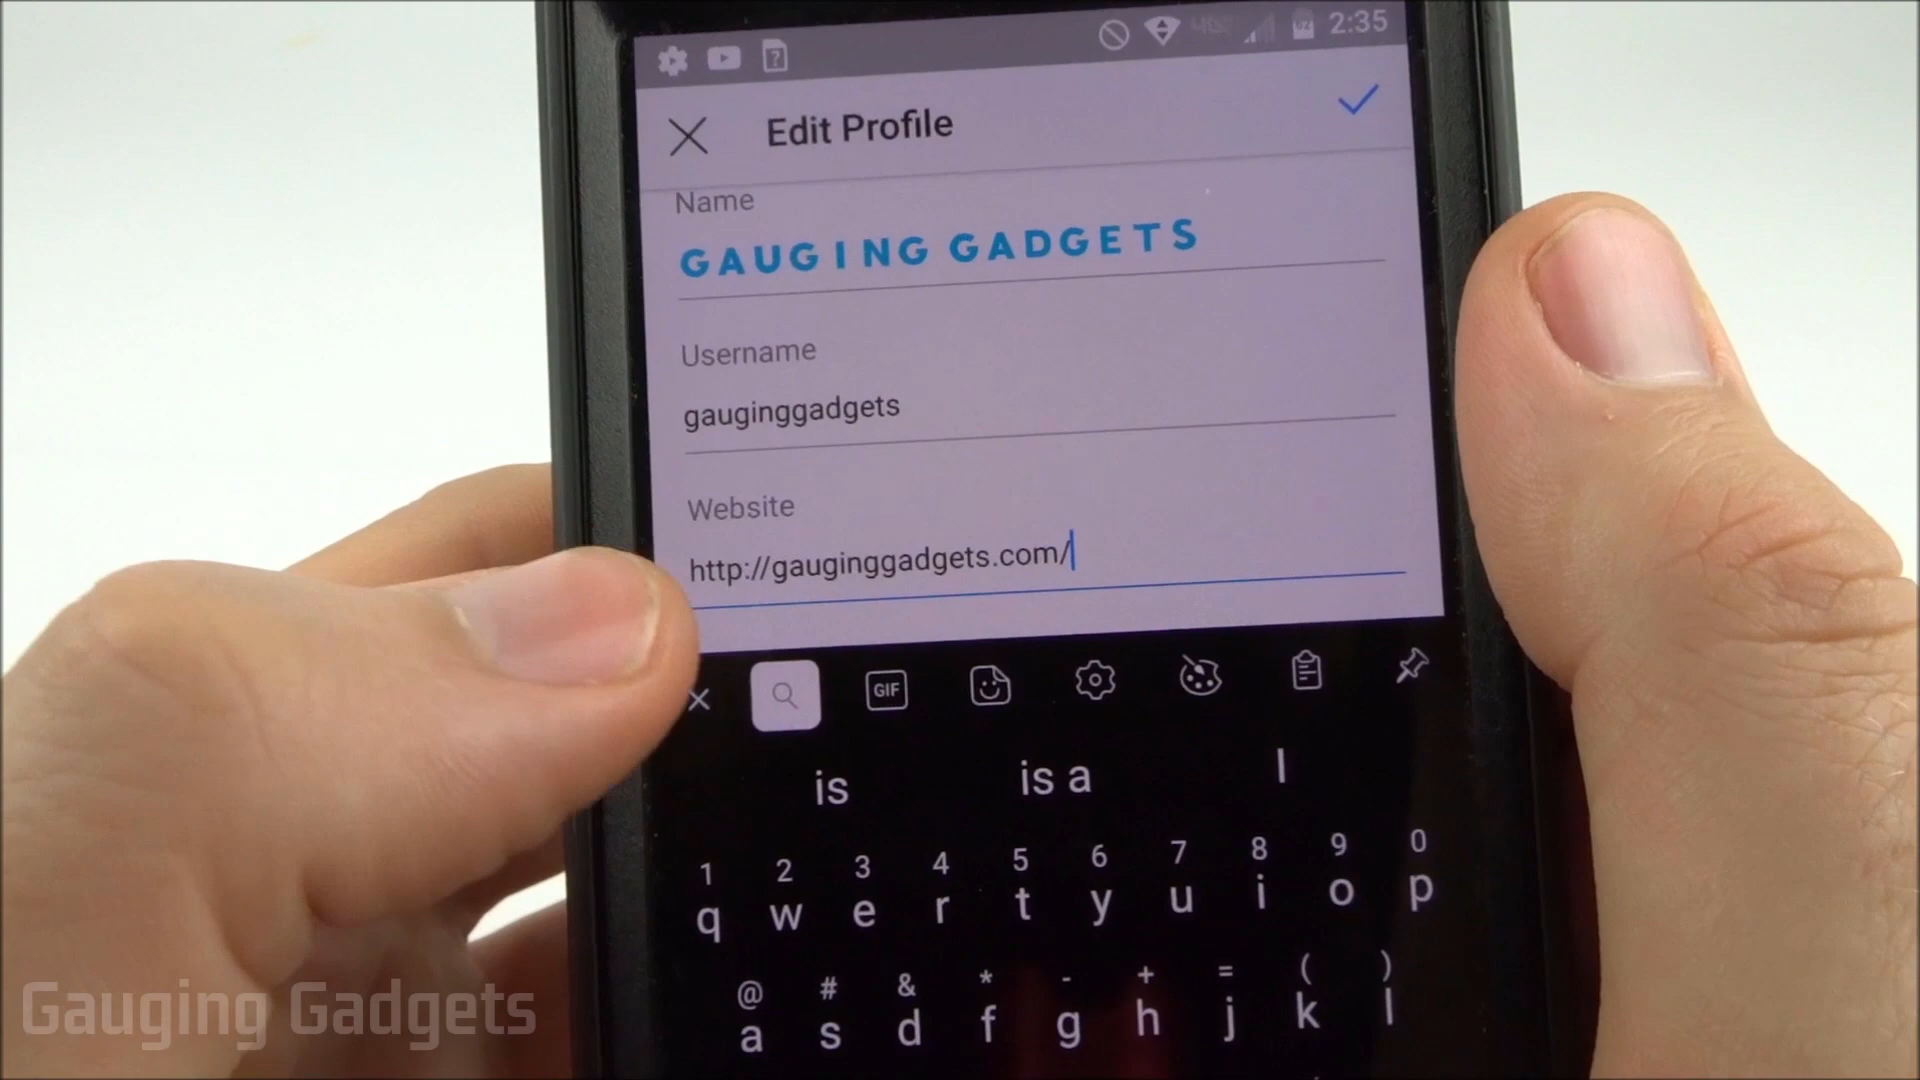 2:35
Edit Profile
Name
GAUGING GADGETS
Username
gauginggadgets
Website
http://gauginggadgets.com/
GIF
is is a I
1 2 3 4 5 6 7 8 9 0
q w e r t y u i o p
@ # & * - + = ( )
a s d f g h j k l
Gauging Gadgets